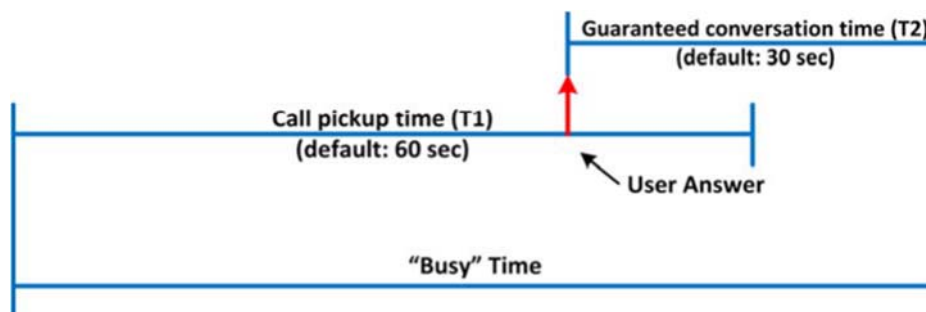 Guaranteed conversation time (T2)
(default: 30 sec)
Call pickup time (T1)
(default: 60 sec)
User Answer
“Busy” Time